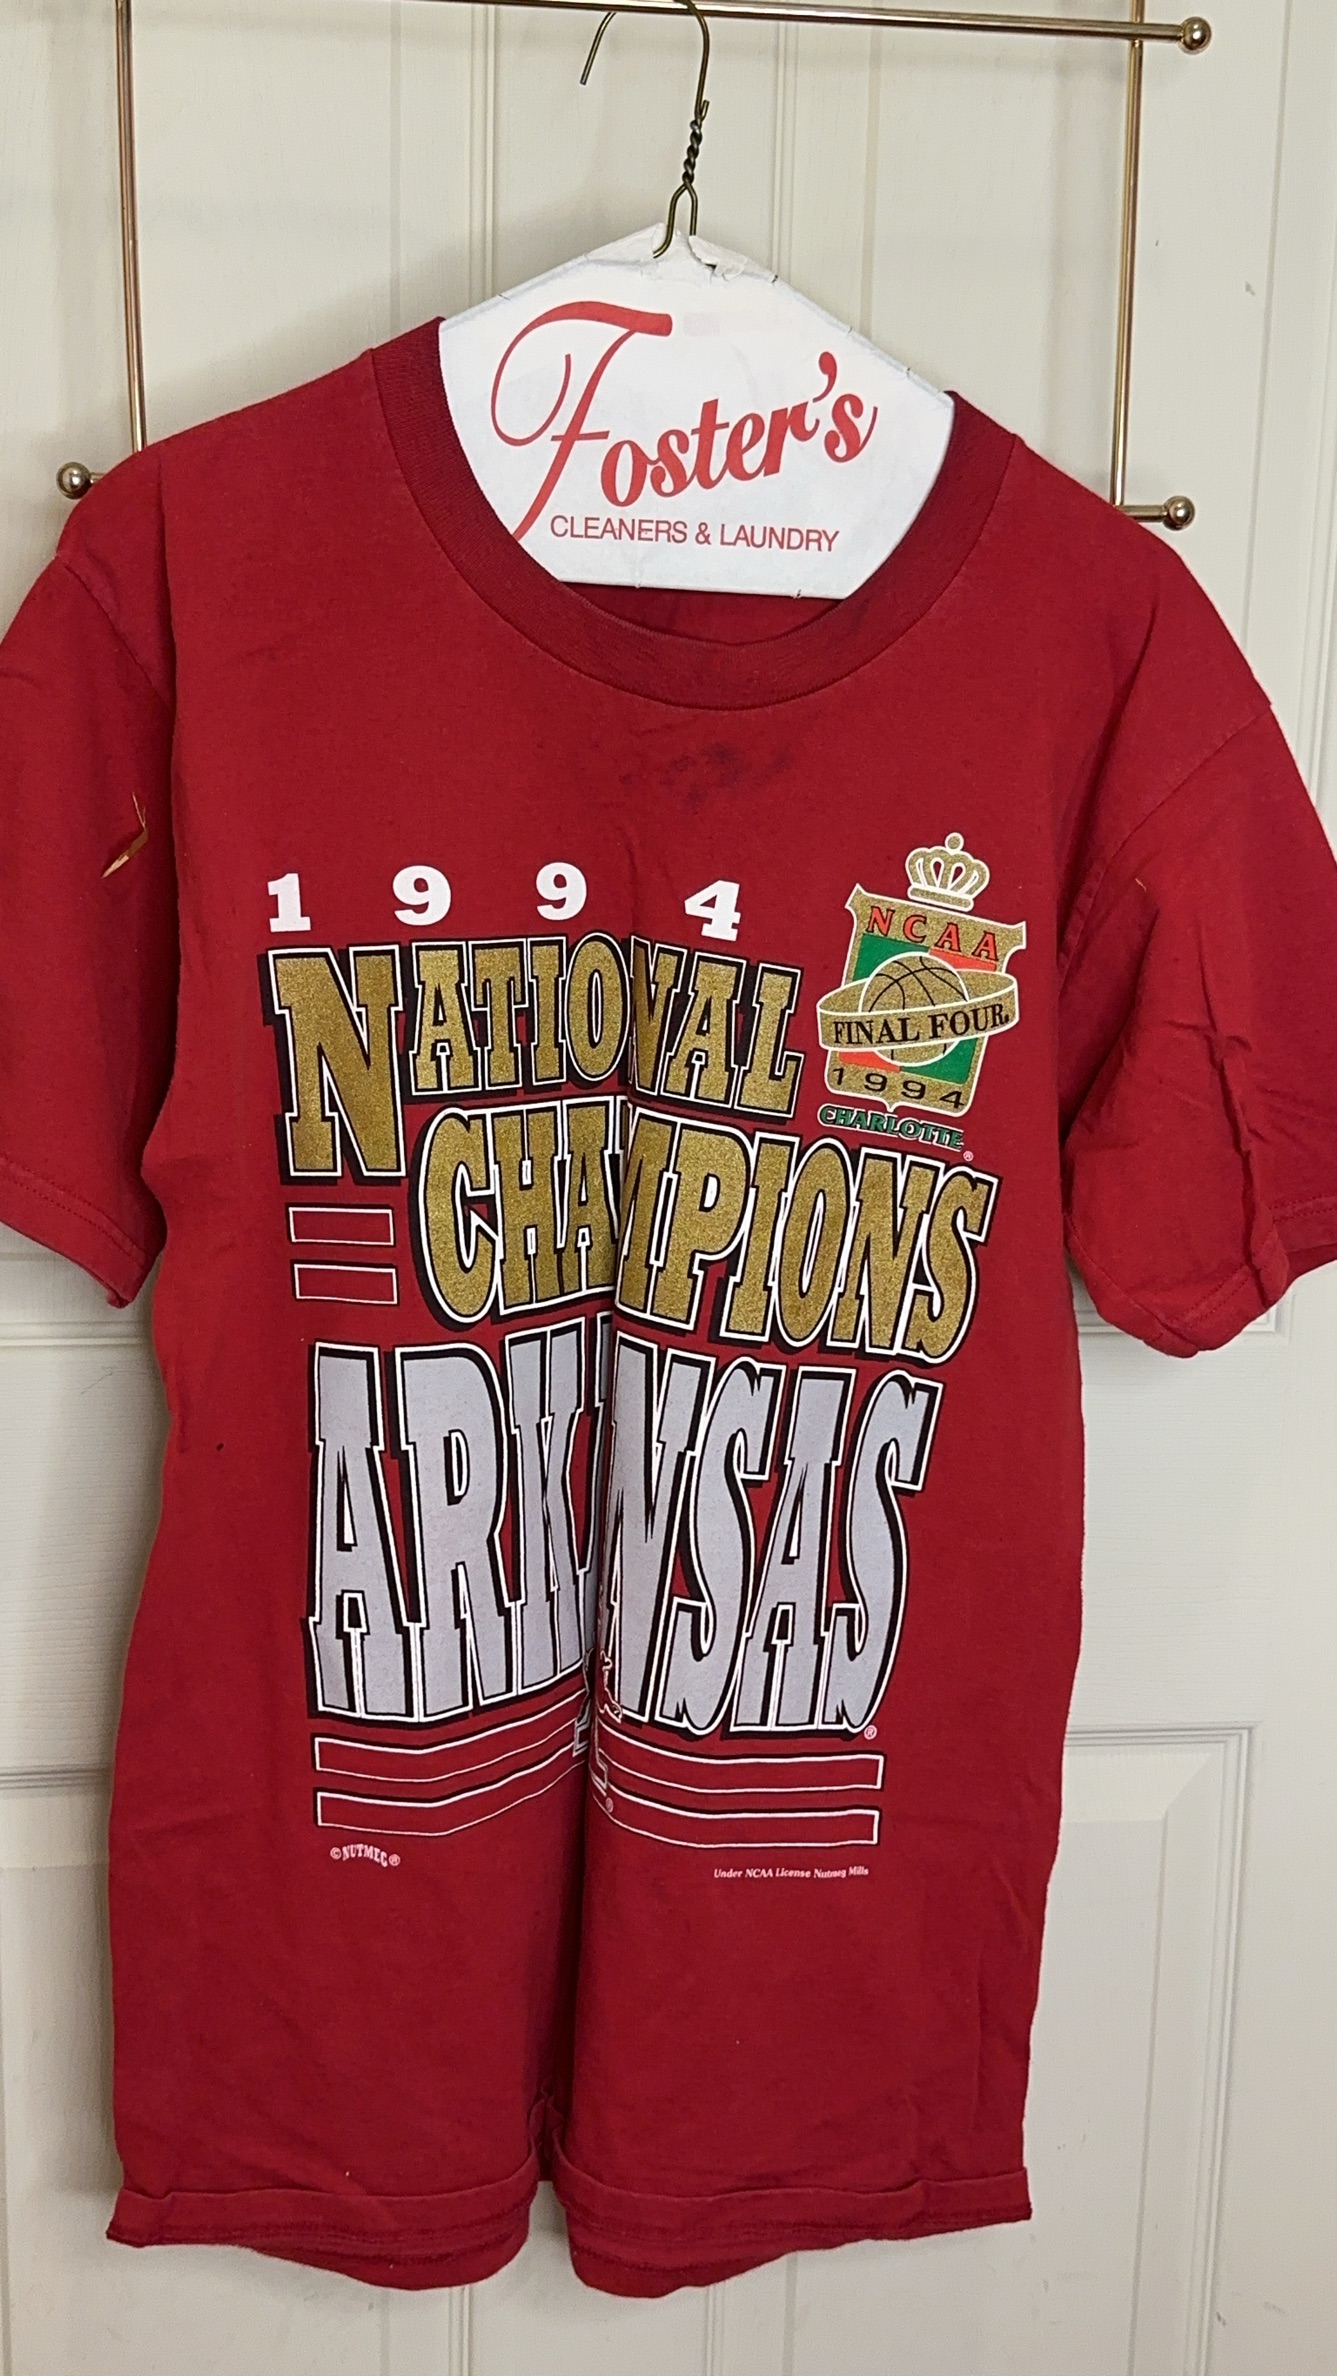 Foster's
CLEANERS & LAUNDRY
1994
NATIONAL
CHAMPIONS
ARKANSAS®
NCAA
FINAL FOUR®
1994
CHARLOTTE®
©NUTMEG®
Under NCAA License Nutmeg Mills